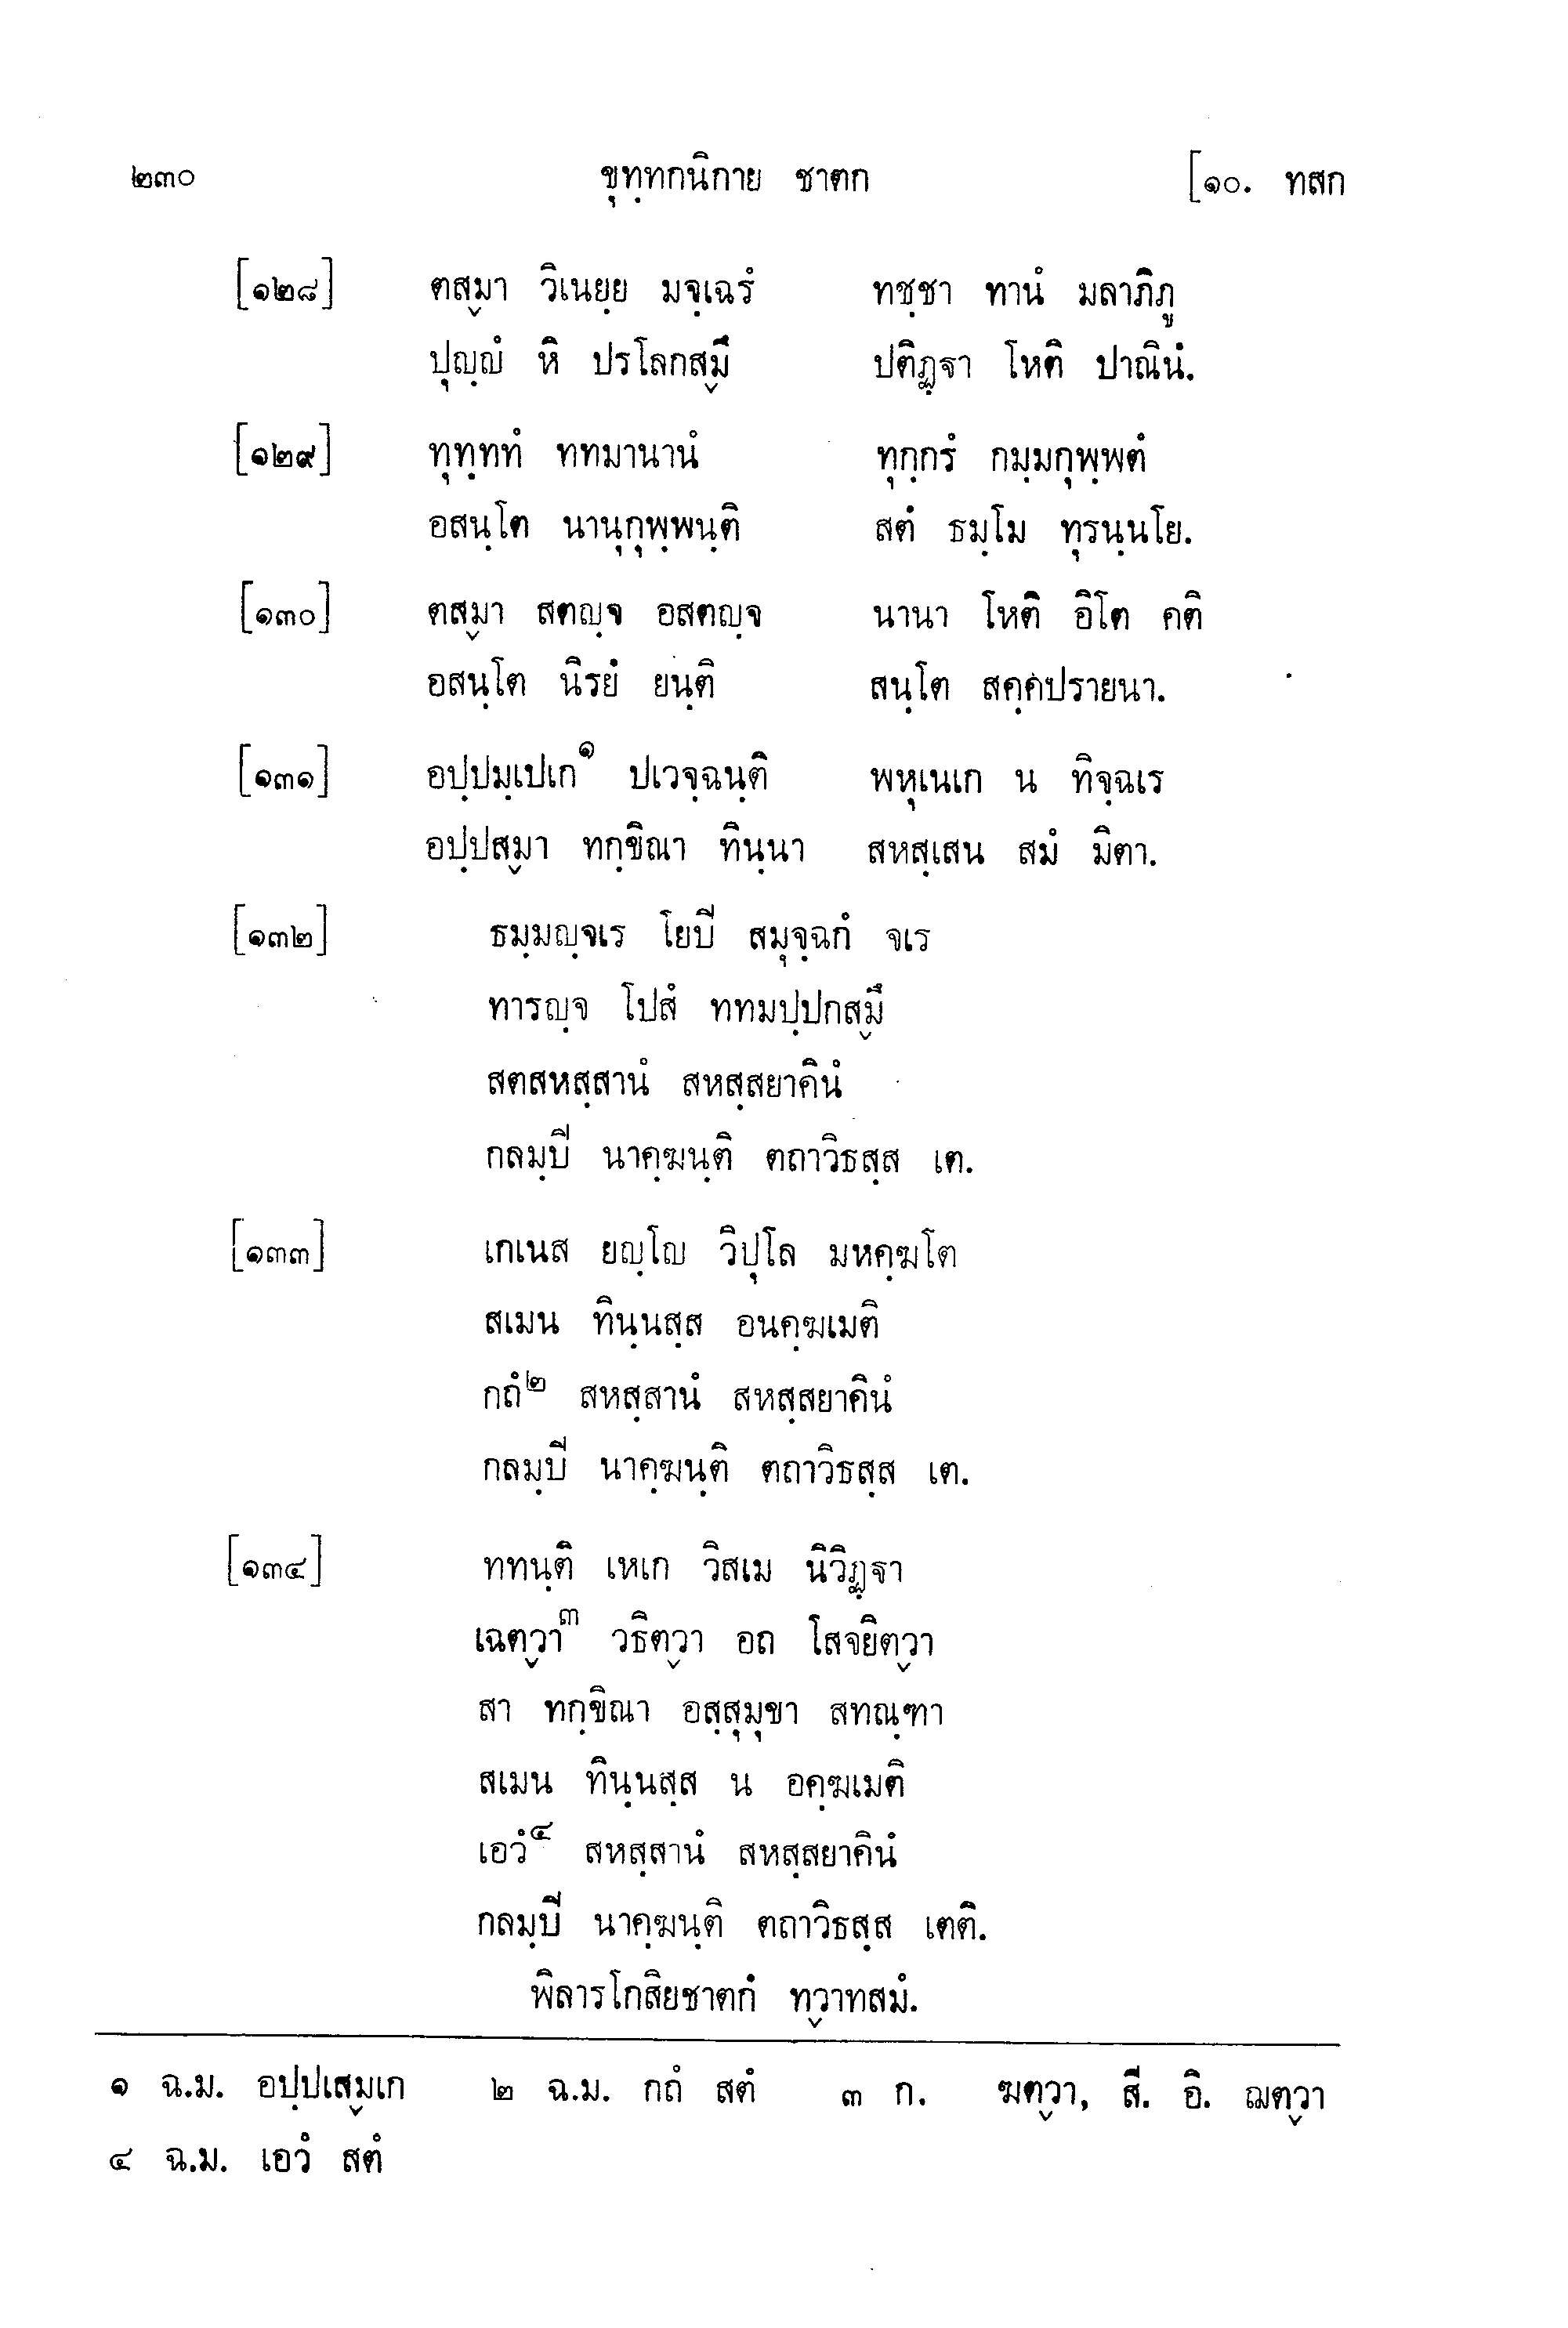 ๒๓๐ ขุทฺทกนิกาย ชาตก [๑๐. ทสก
[๑๒๘] ตสฺมา วิเนยฺย มจฺเฉรํ ทชฺชา ทานํ มลาภิภู
ปุญฺญํ หิ ปรโลกสฺมึ ปติฏฺฐา โหติ ปาณินํ.
[๑๒๙] ทุทฺททํ ททมานานํ ทุกฺกรํ กมฺมกุพฺพตํ
อสนฺโต นานุกุพฺพนฺติ สตํ ธมฺโม ทุรนฺนโย.
[๑๓๐] ตสฺมา สตญฺจ อสตญฺจ นานา โหติ อิโต คติ
อสนฺโต นิรยํ ยนฺติ สนฺโต สคฺคปรายนา.
[๑๓๑] อปฺปมฺเปเก๑ ปเวจฺฉนฺติ พหุเนเก น ทิจฺฉเร
อปฺปสฺมา ทกฺขิณา ทินฺนา สหสฺเสน สมํ มิตา.
[๑๓๒] ธมฺมญฺจเร โยปิ สมุจฺฉกํ จเร
ทารญฺจ โปสํ ททมปฺปกสฺมึ
สตสหสฺสานํ สหสฺสยาคินํ
กลมฺปิ นาคฺฆนฺติ ตถาวิธสฺส เต.
[๑๓๓] เกเนส ยญฺโญ วิปุโล มหคฺฆโต
สเมน ทินฺนสฺส อนคฺฆเมติ
กถํ๒ สหสฺสานํ สหสฺสยาคินํ
กลมฺปิ นาคฺฆนฺติ ตถาวิธสฺส เต.
[๑๓๔] ททนฺติ เหเก วิสเม นิวิฏฺฐา
เฉตฺวา๓ วธิตฺวา อถ โสจยิตฺวา
สา ทกฺขิณา อสฺสุมุขา สทณฺฑา
สเมน ทินฺนสฺส น อคฺฆเมติ
เอวํ๔ สหสฺสานํ สหสฺสยาคินํ
กลมฺปิ นาคฺฆนฺติ ตถาวิธสฺส เตติ.
พิลารโกสิยชาตกํ ทฺวาทสมํ.
๑ ฉ.ม. อปฺปเสฺมเก ๒ ฉ.ม. กถํ สตํ ๓ ก. ฆตฺวา, สี. อิ. ฌตฺวา
๔ ฉ.ม. เอวํ สตํ